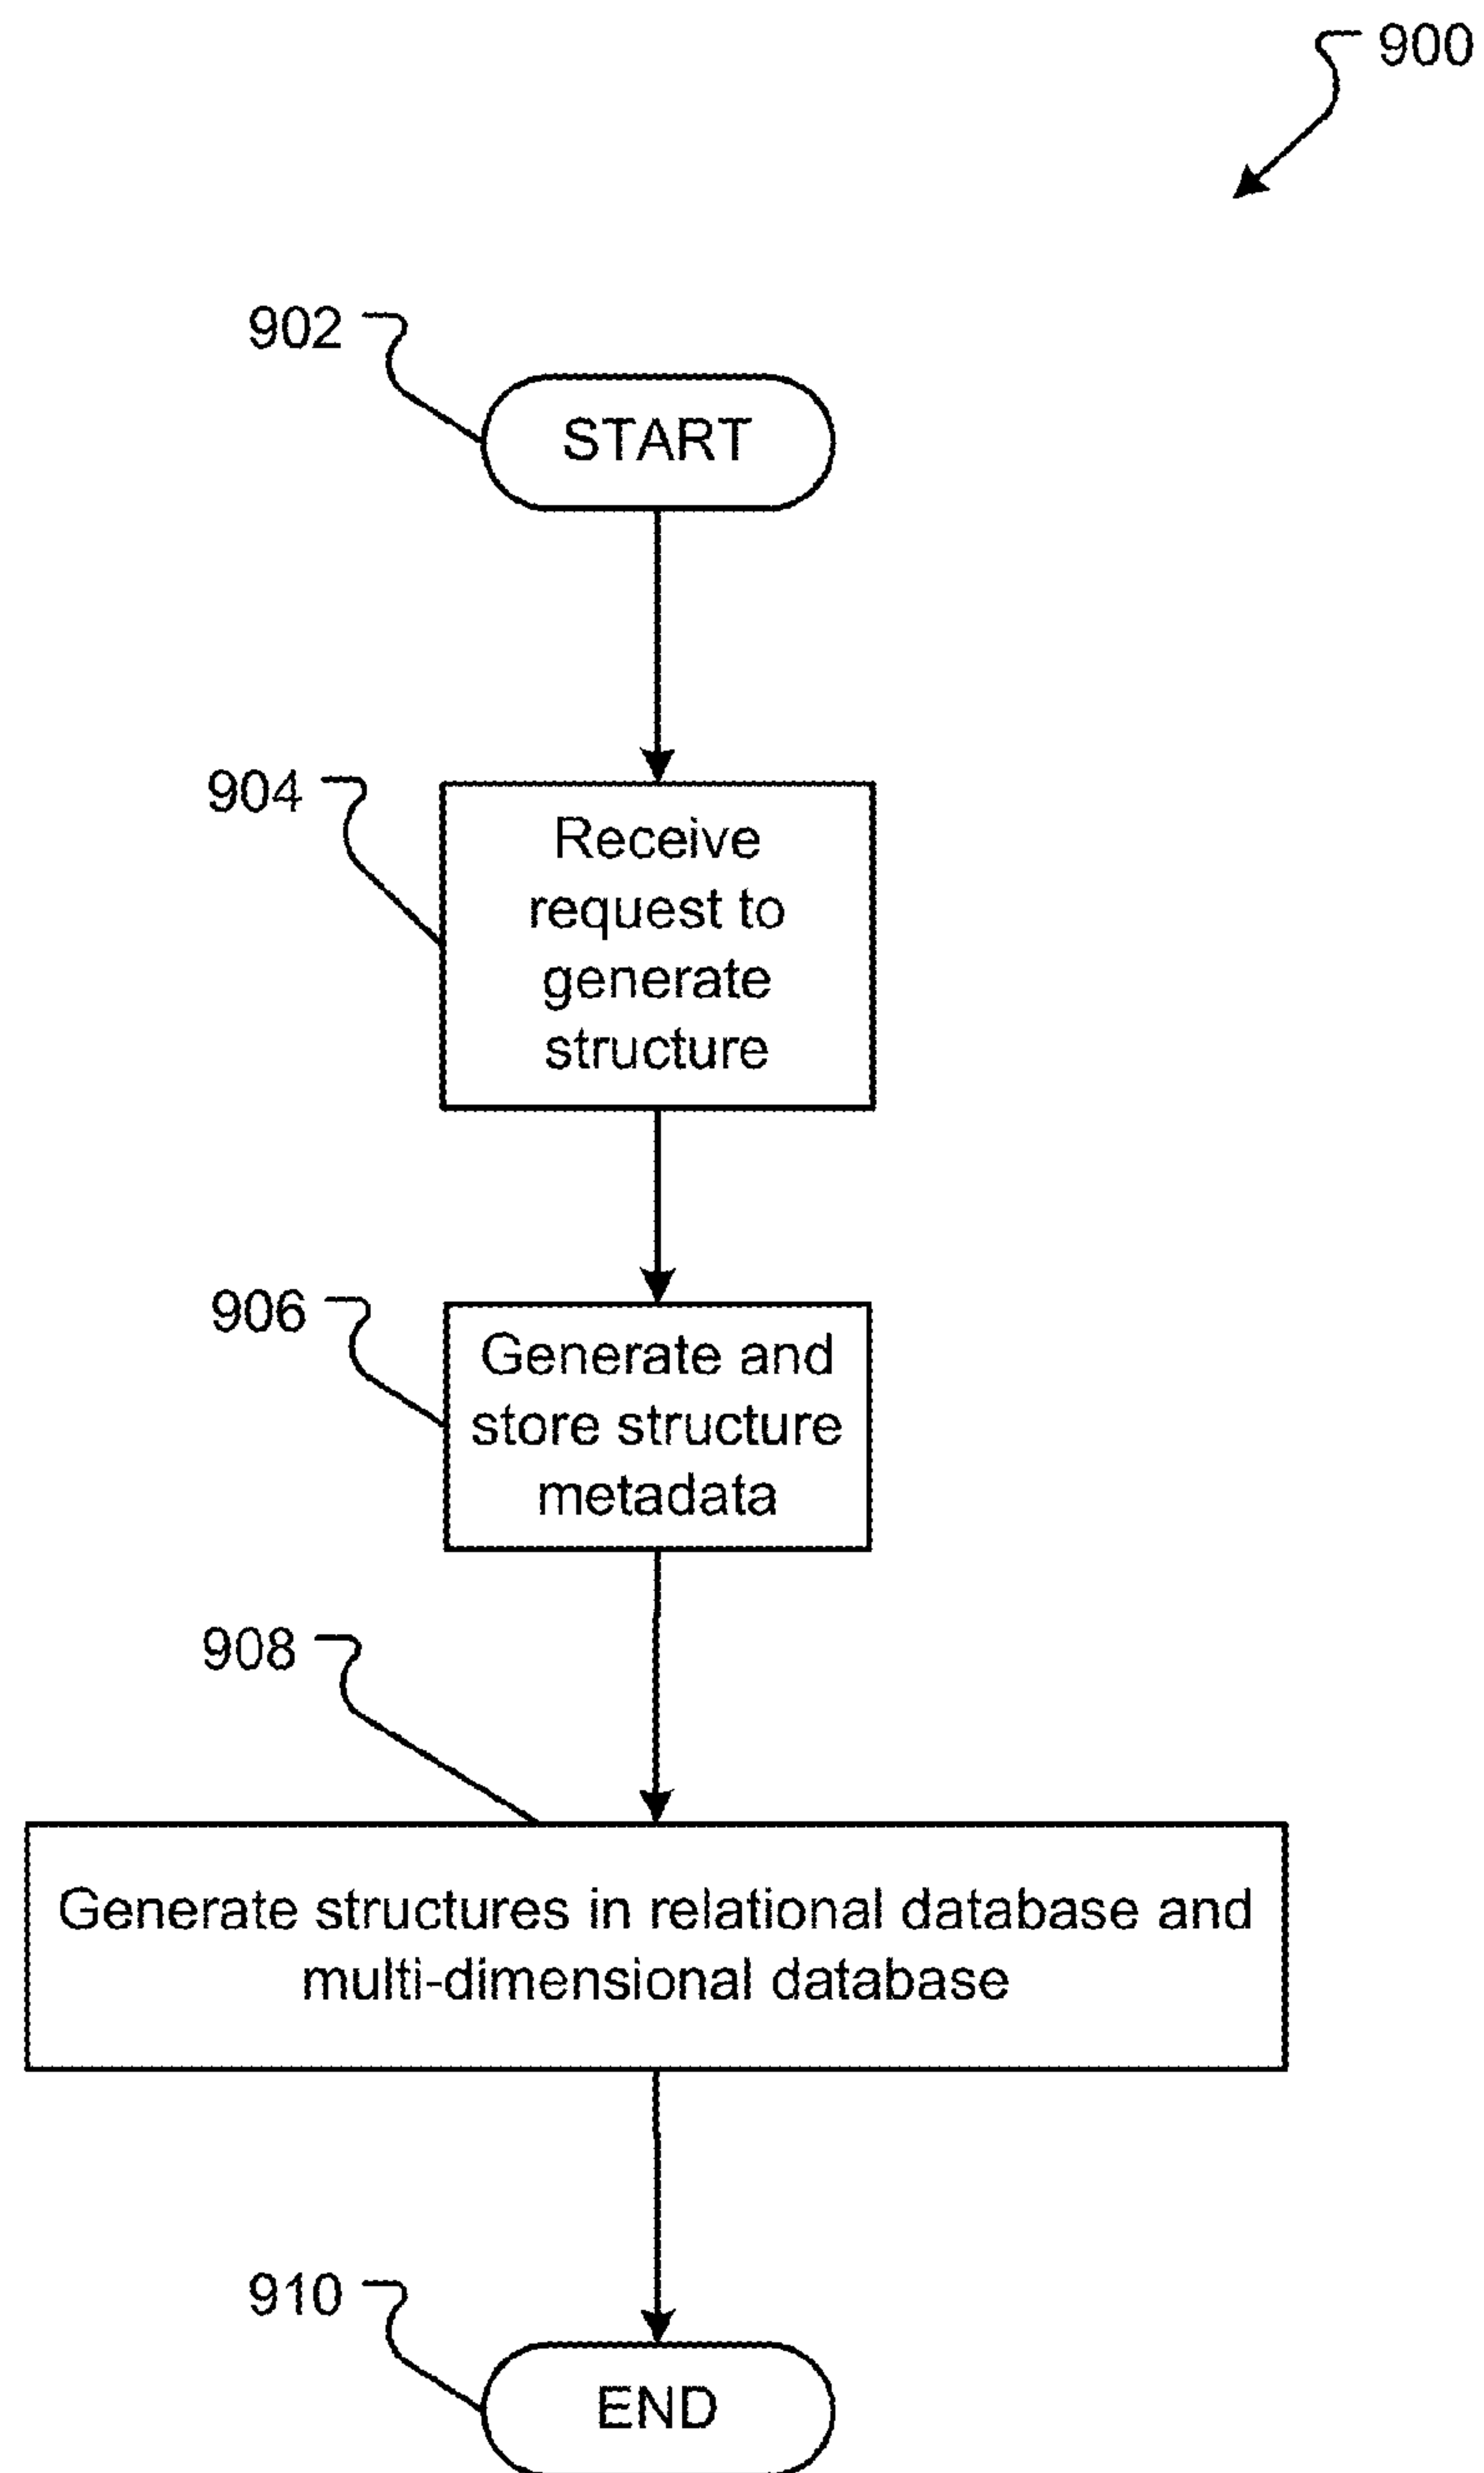 900
902
START
904
Receive
request to
generate
structure
906
Generate and
store structure
metadata
908
Generate structures in relational database and
multi-dimensional database
910
END